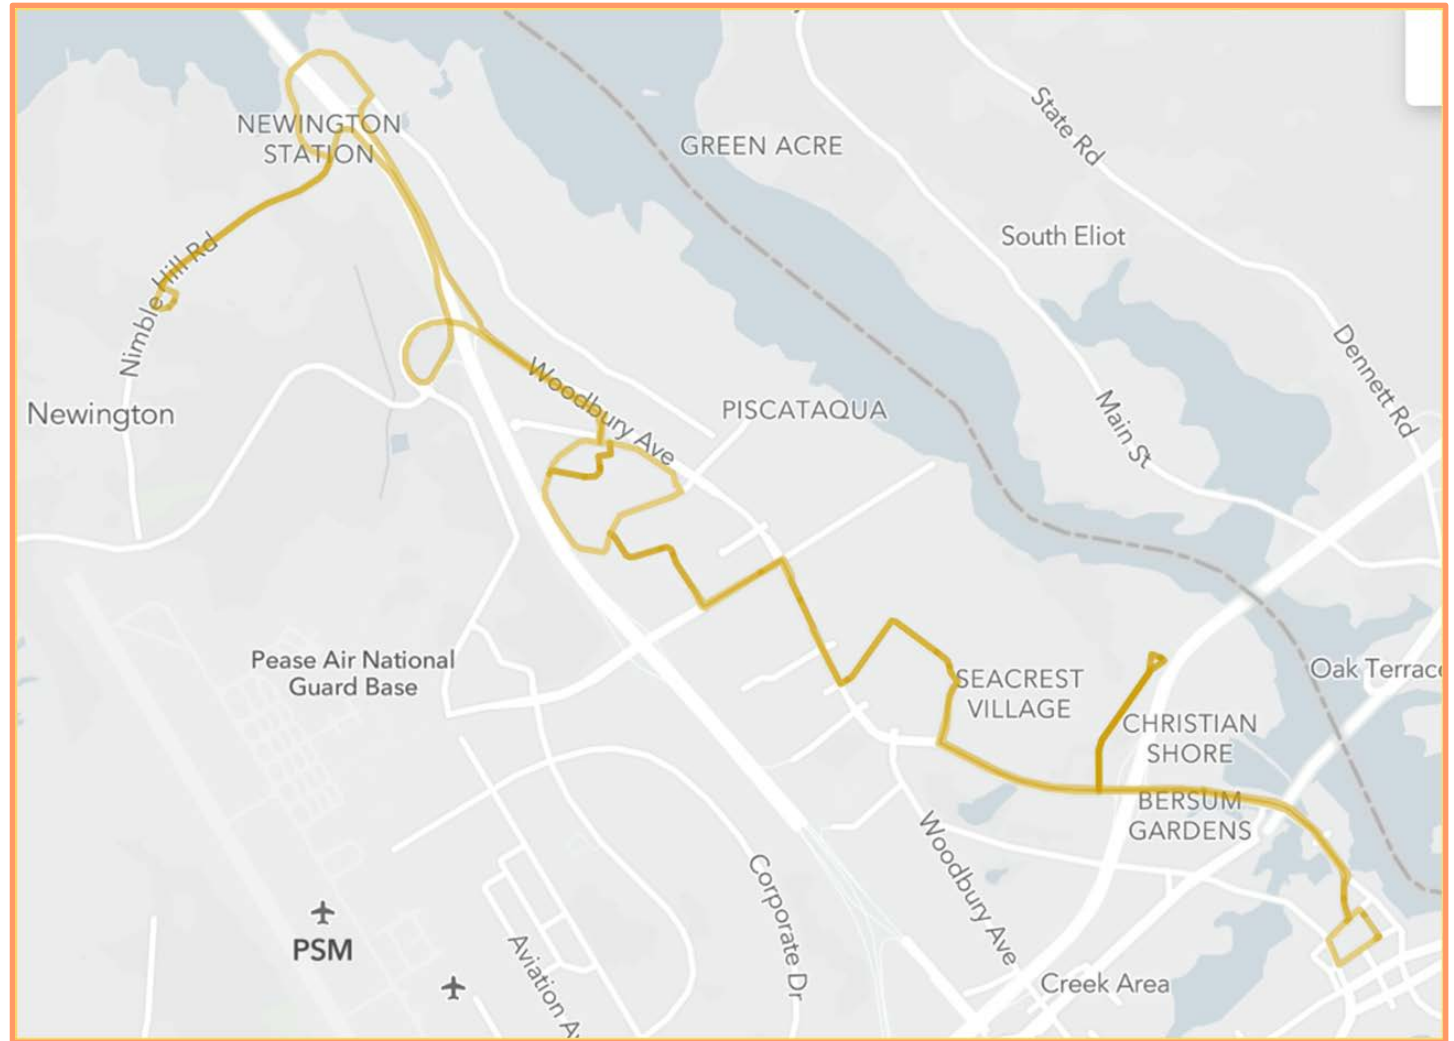 State Rd
NEWINGTON
STATION
GREEN ACRE
South Eliot
Nimble Hill Rd
Dennett Rd
Newington
Woodbury Ave
PISCATAQUA
Main St
Pease Air National
Guard Base
SEACREST
VILLAGE
Oak Terrace
CHRISTIAN
SHORE
BERSUM
GARDENS
Woodbury Ave
Corporate Dr
PSM
Aviation A
Creek Area